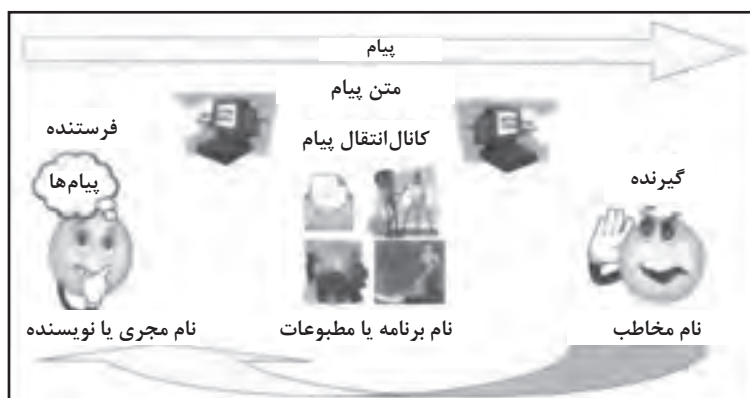 پیام
متن پیام
فرستنده
کانال انتقال پیام
پیام‌ها
گیرنده
نام مجری یا نویسنده
نام برنامه یا مطبوعات
نام مخاطب